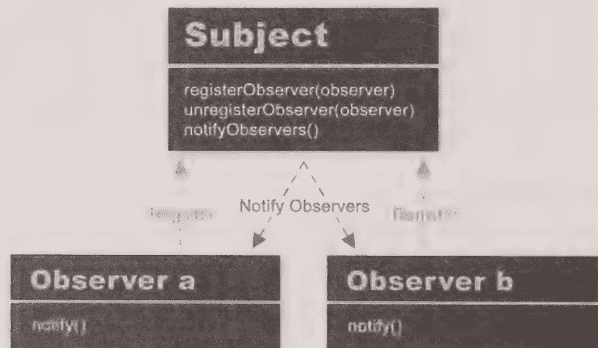 Subject
registerObserver(observer)
unregisterObserver(observer)
notifyObservers()
Notify Observers
Observer a
Observer b
notify()
notify()